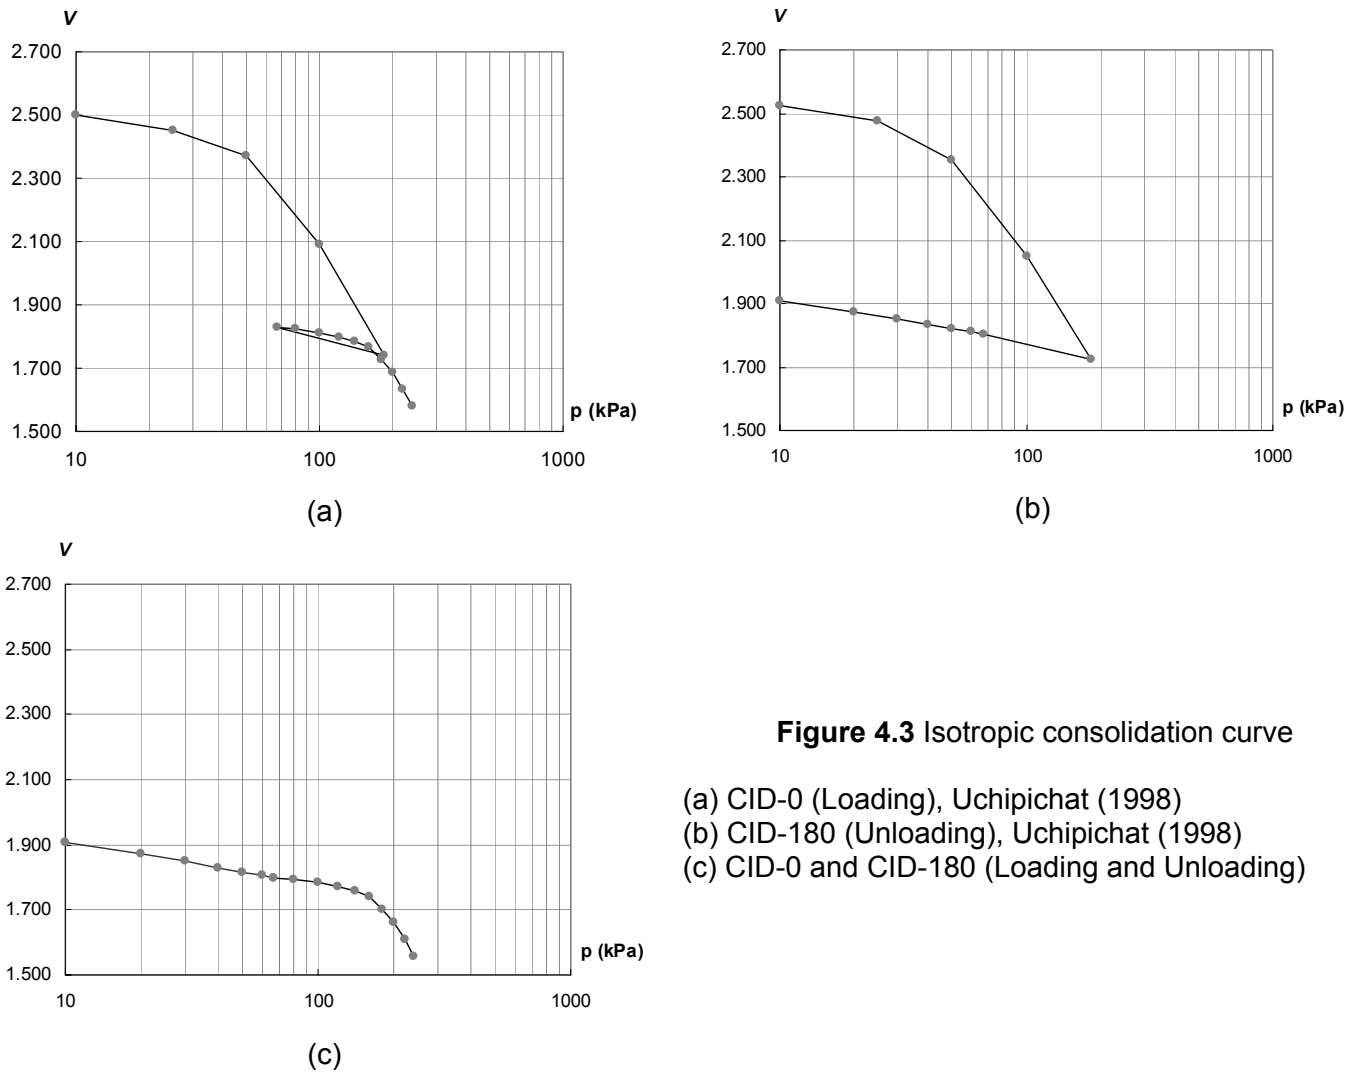 v
2.700
2.500
2.300
2.100
1.900
1.700
1.500
p (kPa)
10 100 1000
(a)
v
2.700
2.500
2.300
2.100
1.900
1.700
1.500
p (kPa)
10 100 1000
(b)
v
2.700
2.500
2.300
2.100
1.900
1.700
1.500
p (kPa)
10 100 1000
(c)
Figure 4.3 Isotropic consolidation curve
(a) CID-0 (Loading), Uchipichat (1998)
(b) CID-180 (Unloading), Uchipichat (1998)
(c) CID-0 and CID-180 (Loading and Unloading)